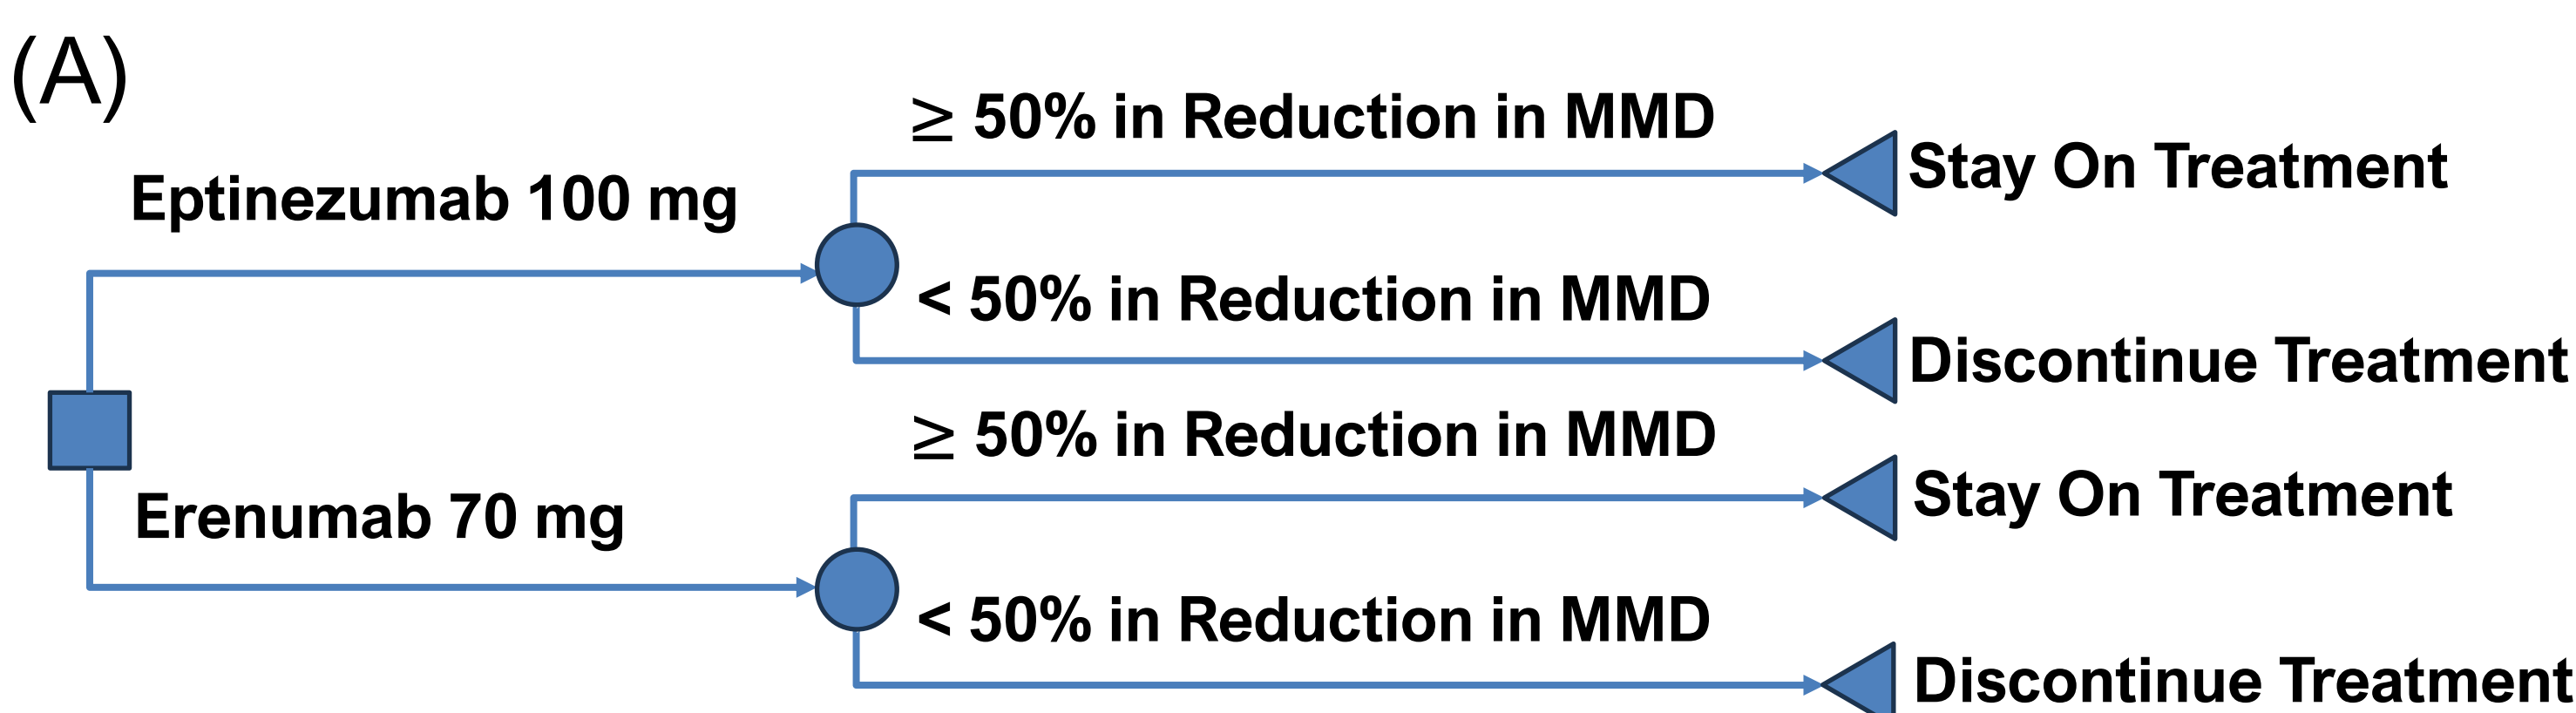 (A)
≥ 50% in Reduction in MMD
Stay On Treatment
Eptinezumab 100 mg
< 50% in Reduction in MMD
Discontinue Treatment
≥ 50% in Reduction in MMD
Stay On Treatment
Erenumab 70 mg
< 50% in Reduction in MMD
Discontinue Treatment